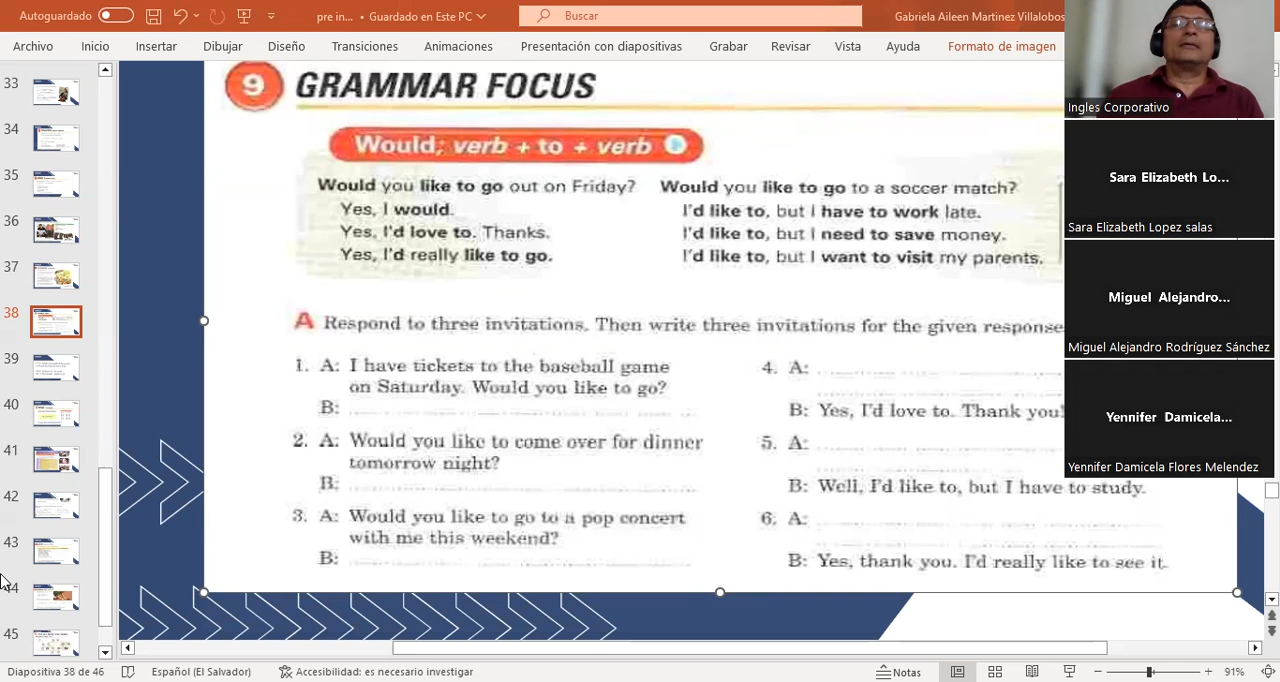 Autoguardado
pre in... • Guardado en Este PC
Buscar
Gabriela Aileen Martinez Villalobos
Archivo Inicio Insertar Dibujar Diseño Transiciones Animaciones Presentación con diapositivas Grabar Revisar Vista Ayuda Formato de imagen
33
34
35
36
37
38
39
40
41
42
43
44
45
9 GRAMMAR FOCUS
Would; verb + to + verb
Would you like to go out on Friday?
Yes, I would.
Yes, I'd love to. Thanks.
Yes, I'd really like to go.
Would you like to go to a soccer match?
I'd like to, but I have to work late.
I'd like to, but I need to save money.
I'd like to, but I want to visit my parents.
A Respond to three invitations. Then write three invitations for the given response
1. A: I have tickets to the baseball game
on Saturday. Would you like to go?
B:
2. A: Would you like to come over for dinner
tomorrow night?
B:
3. A: Would you like to go to a pop concert
with me this weekend?
B:
4. A:
B: Yes, I'd love to. Thank you!
5. A:
B: Well, I'd like to, but I have to study.
6. A:
B: Yes, thank you. I'd really like to see it.
Ingles Corporativo
Sara Elizabeth Lo...
Sara Elizabeth Lopez salas
Miguel Alejandro...
Miguel Alejandro Rodríguez Sánchez
Yennifer Damicela...
Yennifer Damicela Flores Melendez
Diapositiva 38 de 46
Español (El Salvador)
Accesibilidad: es necesario investigar
Notas
91%